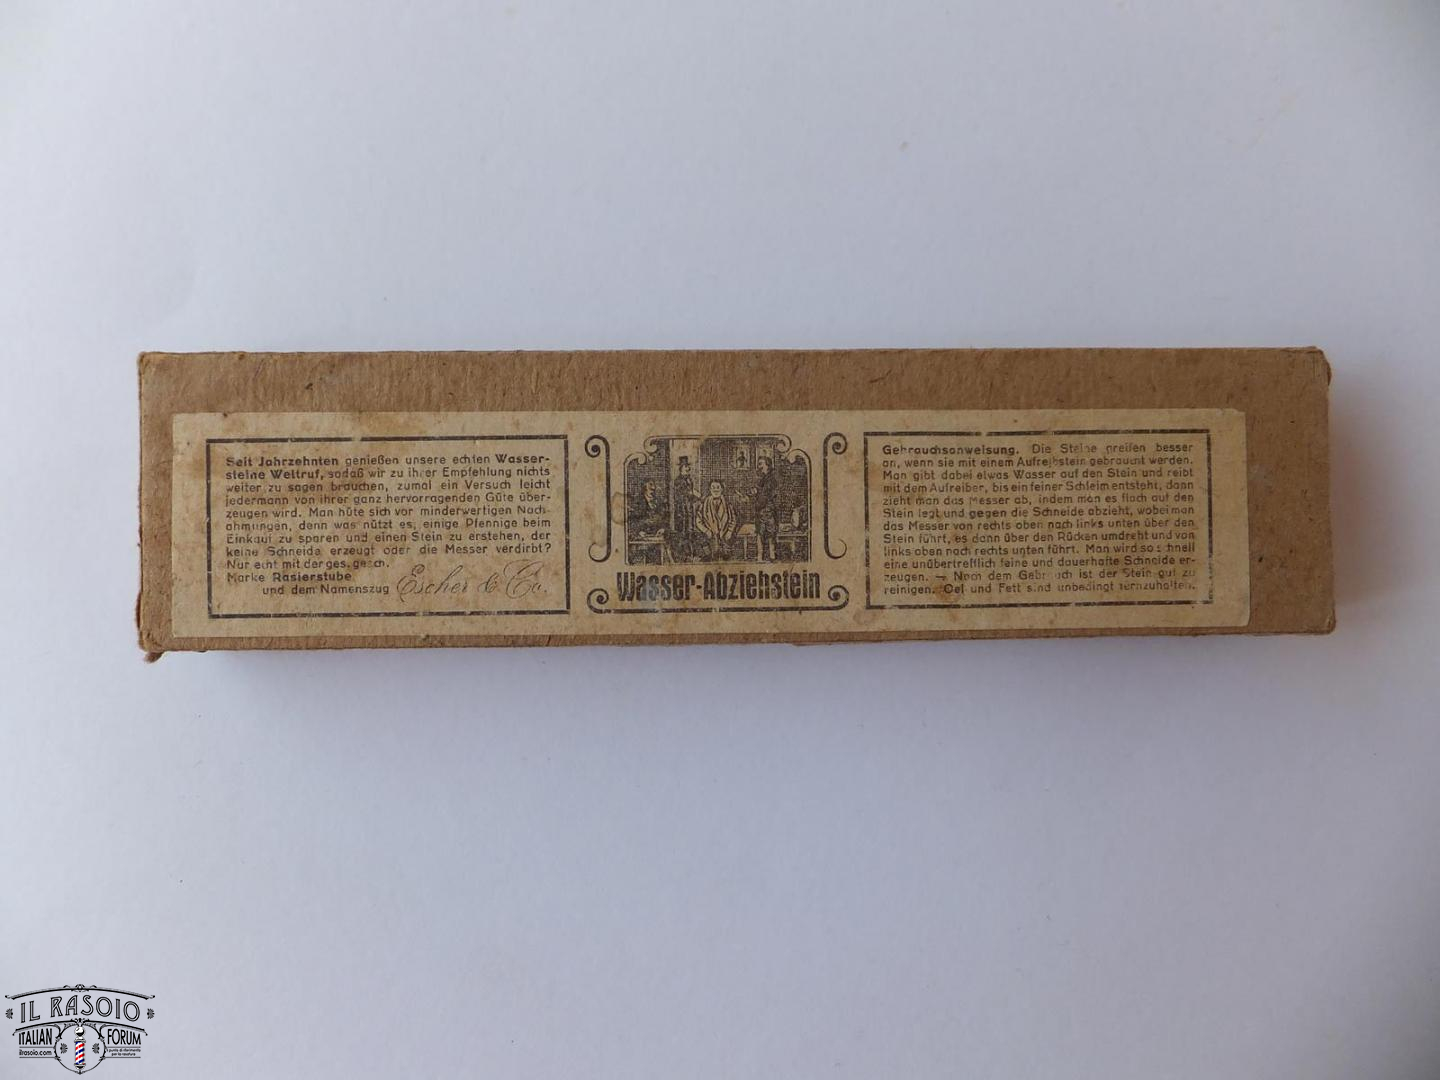 Seit Jahrzehnten genießen unsere echten Wasser-
steine Weltruf, sodaß wir zu ihrer Empfehlung nichts
weiter zu sagen brauchen, zumal ein Versuch leicht
jedermann von ihrer ganz hervorragenden Güte über-
zeugen wird. Man hüte sich vor minderwertigen Nach-
ahmungen, denn was nützt es, einige Pfennige beim
Einkauf zu sparen und einen Stein zu erstehen, der
keine Schneide erzeugt oder die Messer verdirbt?
Nur echt mit der ges. gesch.
Marke Rasierstube
und dem Namenszug Escher & Co.
Wasser-Abziehstein
Gebrauchsanweisung. Die Steine greifen besser
an, wenn sie mit einem Aufreibstein gebraucht werden.
Man gibt dabei etwas Wasser auf den Stein und reibt
mit dem Aufreiber, bis ein feiner Schleim entsteht, dann
zieht man das Messer ab, indem man es flach auf den
Stein legt und gegen die Schneide abzieht, wobei man
das Messer von rechts oben nach links unten über den
Stein führt, es dann über den Rücken umdreht und von
links oben nach rechts unten führt. Man wird so schnell
eine unübertreff­lich feine und dauerhafte Schneide er-
zeugen. — Nach dem Gebrauch ist der Stein gut zu
reinigen. Oel und Fett sind unbedingt fernzuhalten.
IL RASOIO
ITALIAN FORUM
ilrasoio.com